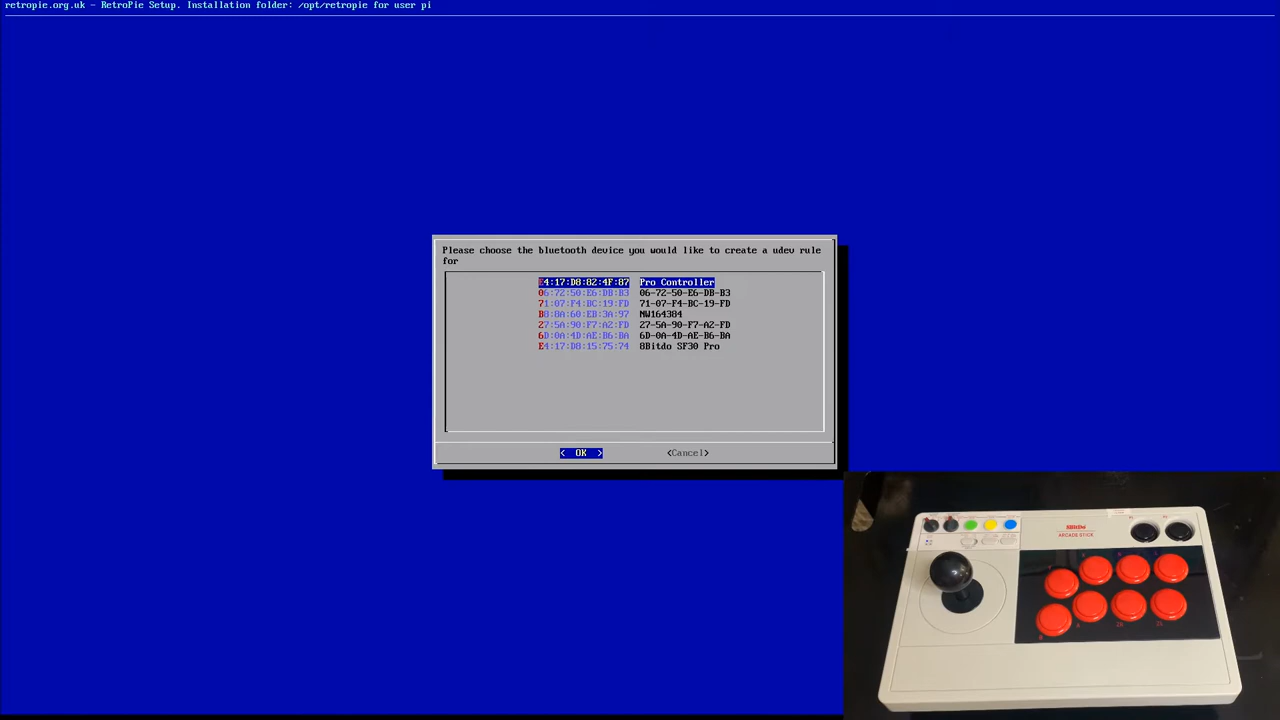 retropie.org.uk - RetroPie Setup. Installation folder: /opt/retropie for user pi
Please choose the bluetooth device you would like to create a udev rule
for
E4:17:D8:82:4F:87 Pro Controller
06:72:50:E6:DB:B3 06-72-50-E6-DB-B3
71:07:F4:BC:19:FD 71-07-F4-BC-19-FD
B8:8A:60:EB:3A:97 NW164384
27:5A:90:F7:A2:FD 27-5A-90-F7-A2-FD
6D:0A:4D:AE:B6:BA 6D-0A-4D-AE-B6-BA
E4:17:D8:15:75:74 8Bitdo SF30 Pro
< OK > <Cancel>
ARCADE STICK